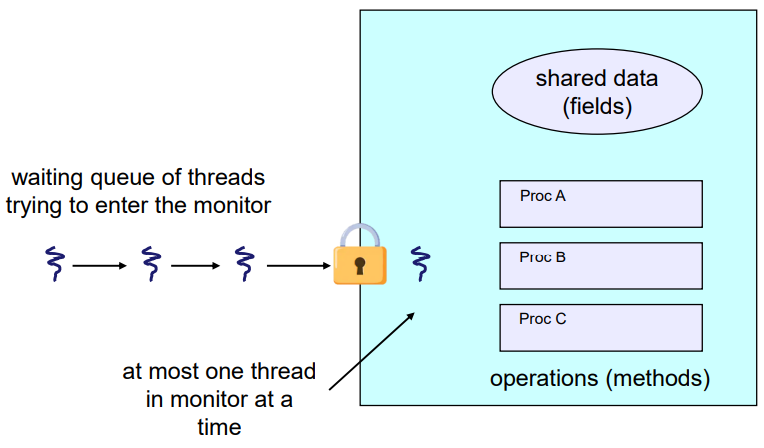 shared data
(fields)
waiting queue of threads
trying to enter the monitor
Proc A
Proc B
Proc C
at most one thread
in monitor at a
time
operations (methods)